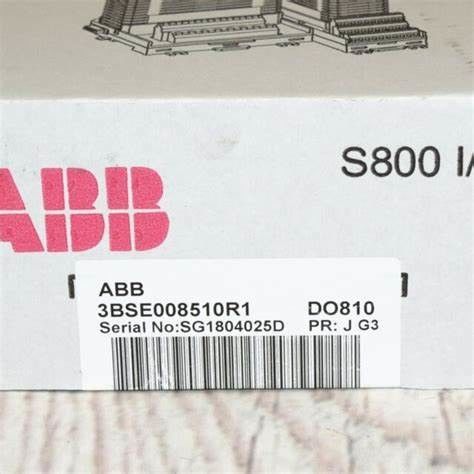 S800 I/
ABB
ABB
3BSE008510R1 DO810
Serial No:SG1804025D PR: J G3